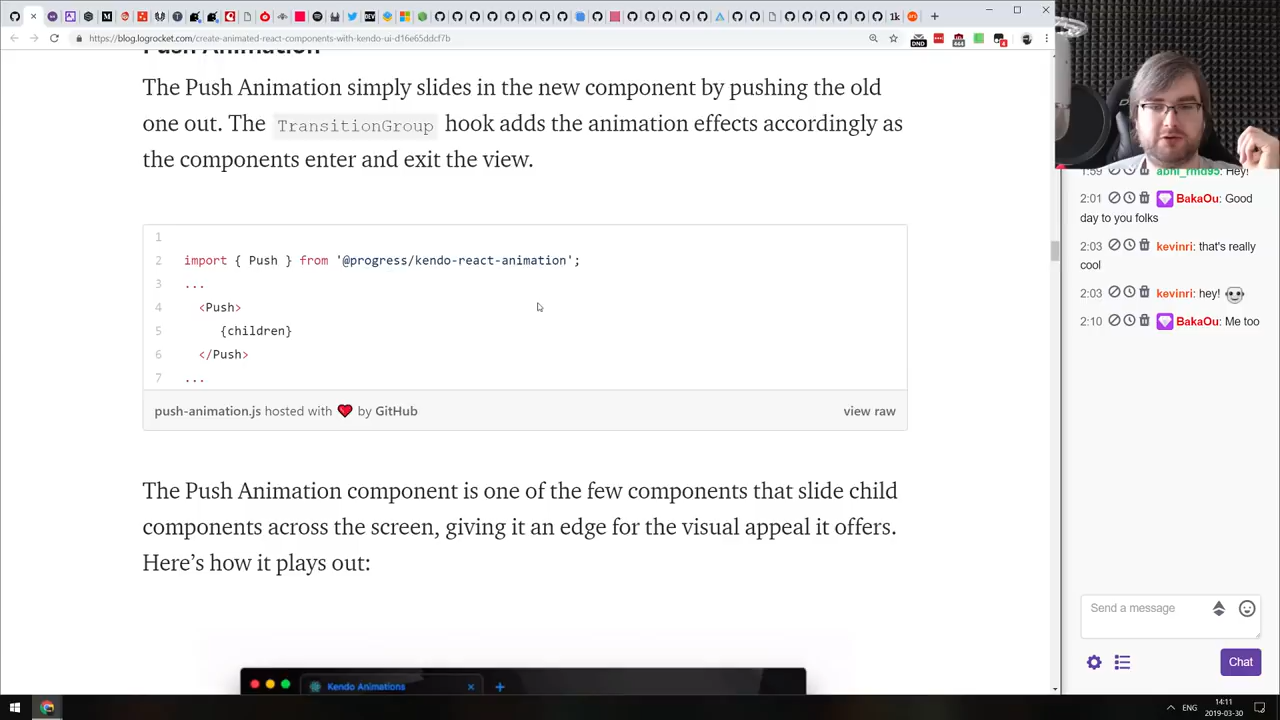 https://blog.logrocket.com/create-animated-react-components-with-kendo-ui-d16e65ddcf7b
Push Animation
The Push Animation simply slides in the new component by pushing the old
one out. The TransitionGroup hook adds the animation effects accordingly as
the components enter and exit the view.
1
2 import { Push } from '@progress/kendo-react-animation';
3 ...
4 <Push>
5 {children}
6 </Push>
7 ...
push-animation.js hosted with ❤ by GitHub
view raw
The Push Animation component is one of the few components that slide child
components across the screen, giving it an edge for the visual appeal it offers.
Here's how it plays out:
Kendo Animations
1:59 abhi_rmd95: Hey!
2:01 BakaOu: Good
day to you folks
2:03 kevinri: that's really
cool
2:03 kevinri: hey!
2:10 BakaOu: Me too
Send a message
Chat
ENG
14:11
2019-03-30